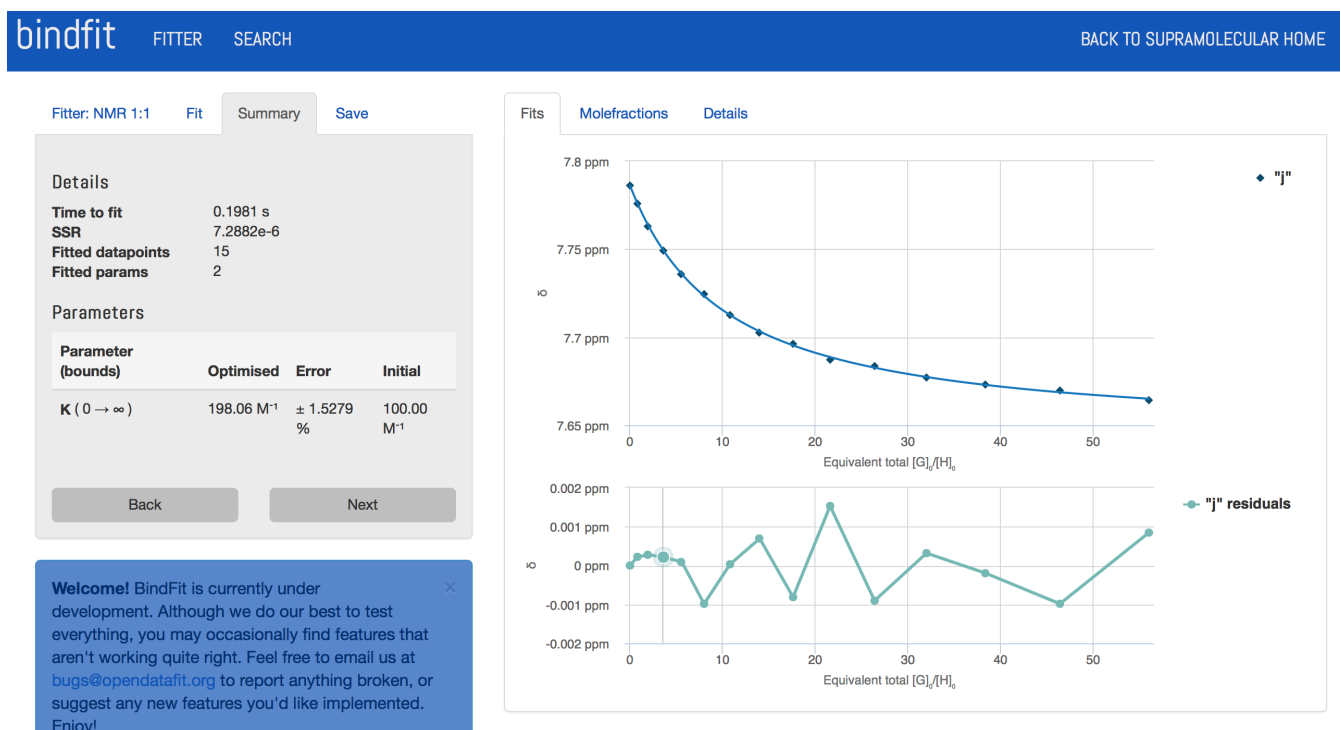 bindfit FITTER SEARCH BACK TO SUPRAMOLECULAR HOME
Fitter: NMR 1:1 Fit Summary Save
Details
Time to fit 0.1981 s
SSR 7.2882e-6
Fitted datapoints 15
Fitted params 2
Parameters
Parameter
(bounds) Optimised Error Initial
K ( 0 → ∞ ) 198.06 M⁻¹ ± 1.5279 100.00
% M⁻¹
Back Next
Welcome! BindFit is currently under ×
development. Although we do our best to test
everything, you may occasionally find features that
aren't working quite right. Feel free to email us at
bugs@opendatafit.org to report anything broken, or
suggest any new features you'd like implemented.
Enjoy!
Fits Molefractions Details
7.8 ppm
"j"
7.75 ppm
δ
7.7 ppm
7.65 ppm
0 10 20 30 40 50
Equivalent total [G]₀/[H]₀
0.002 ppm
"j" residuals
0.001 ppm
δ
0 ppm
-0.001 ppm
-0.002 ppm
0 10 20 30 40 50
Equivalent total [G]₀/[H]₀